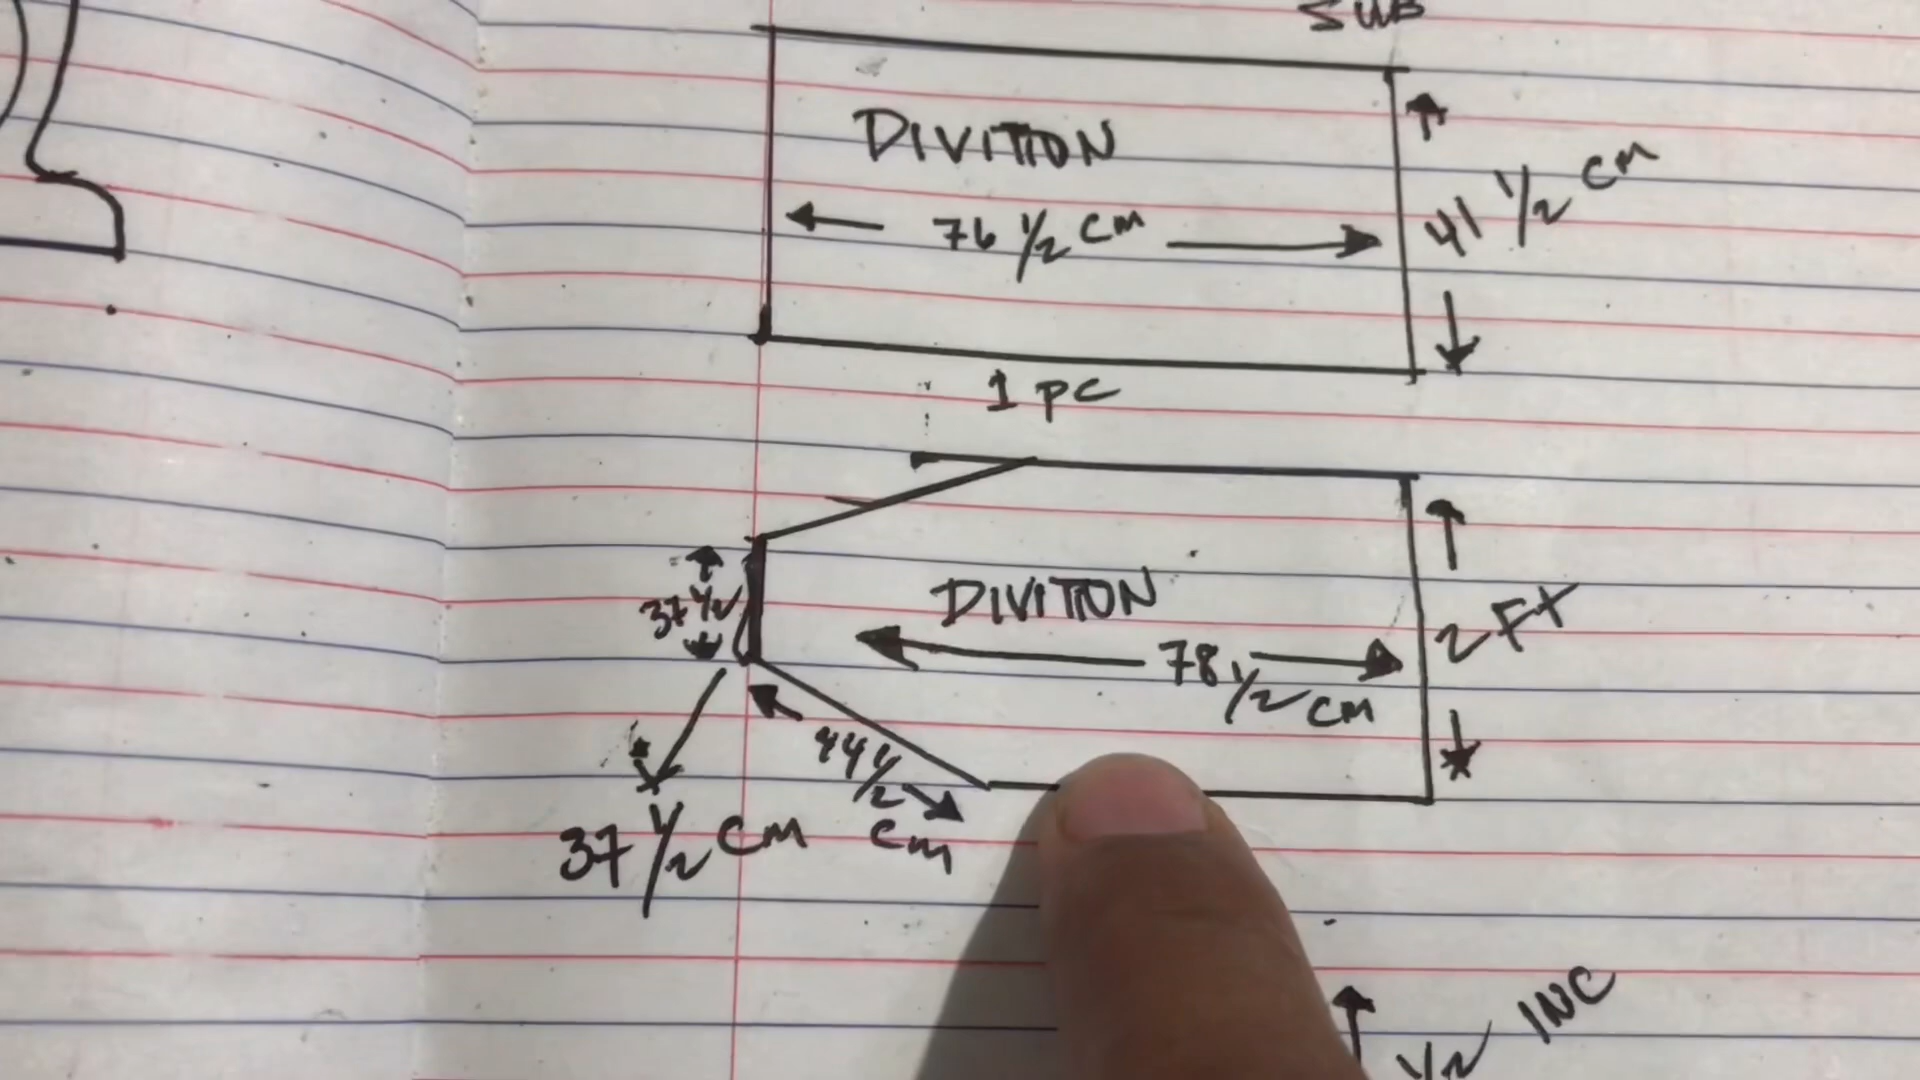 SUB
DIVITION
76 1/2 cm
41 1/2 cm
1 pc
37 1/2
DIVITION
78 1/2 cm
2 FT
44 1/2 cm
37 1/2 cm
1/2 INC